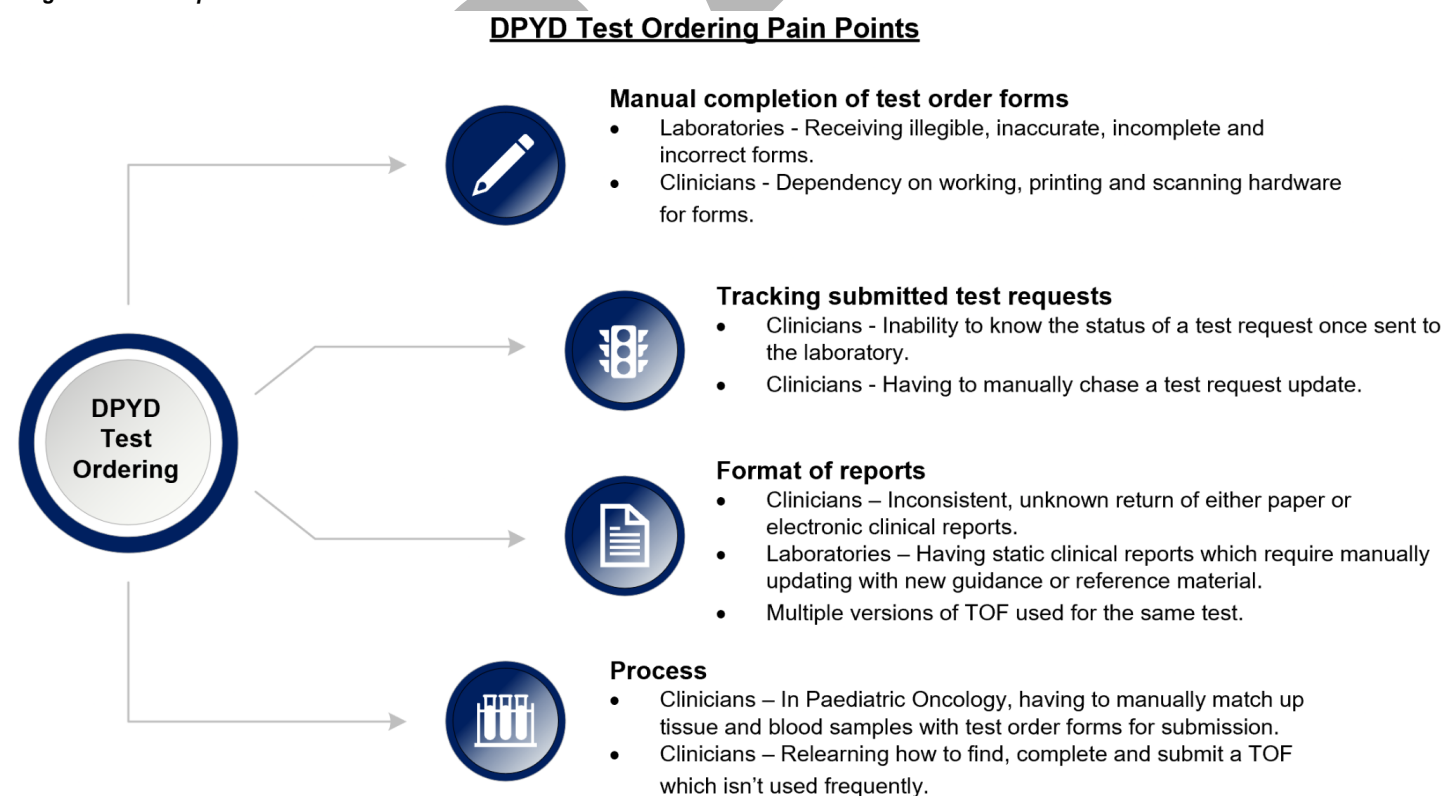 DPYD Test Ordering Pain Points
Manual completion of test order forms
• Laboratories - Receiving illegible, inaccurate, incomplete and
incorrect forms.
• Clinicians - Dependency on working, printing and scanning hardware
for forms.
Tracking submitted test requests
• Clinicians - Inability to know the status of a test request once sent to
the laboratory.
• Clinicians - Having to manually chase a test request update.
DPYD
Test
Ordering
Format of reports
• Clinicians – Inconsistent, unknown return of either paper or
electronic clinical reports.
• Laboratories – Having static clinical reports which require manually
updating with new guidance or reference material.
• Multiple versions of TOF used for the same test.
Process
• Clinicians – In Paediatric Oncology, having to manually match up
tissue and blood samples with test order forms for submission.
• Clinicians – Relearning how to find, complete and submit a TOF
which isn't used frequently.